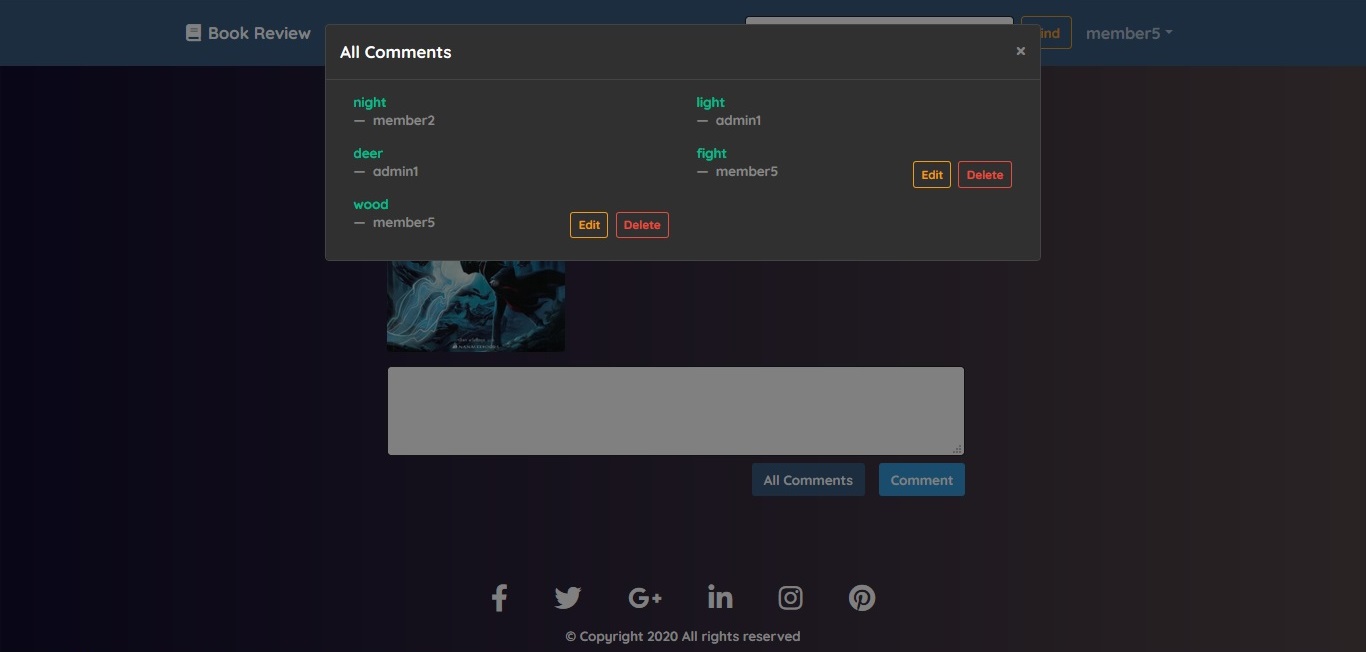 Book Review
ind
member5
All Comments
×
night
— member2
light
— admin1
deer
— admin1
fight
— member5
Edit
Delete
wood
— member5
Edit
Delete
All Comments
Comment
© Copyright 2020 All rights reserved